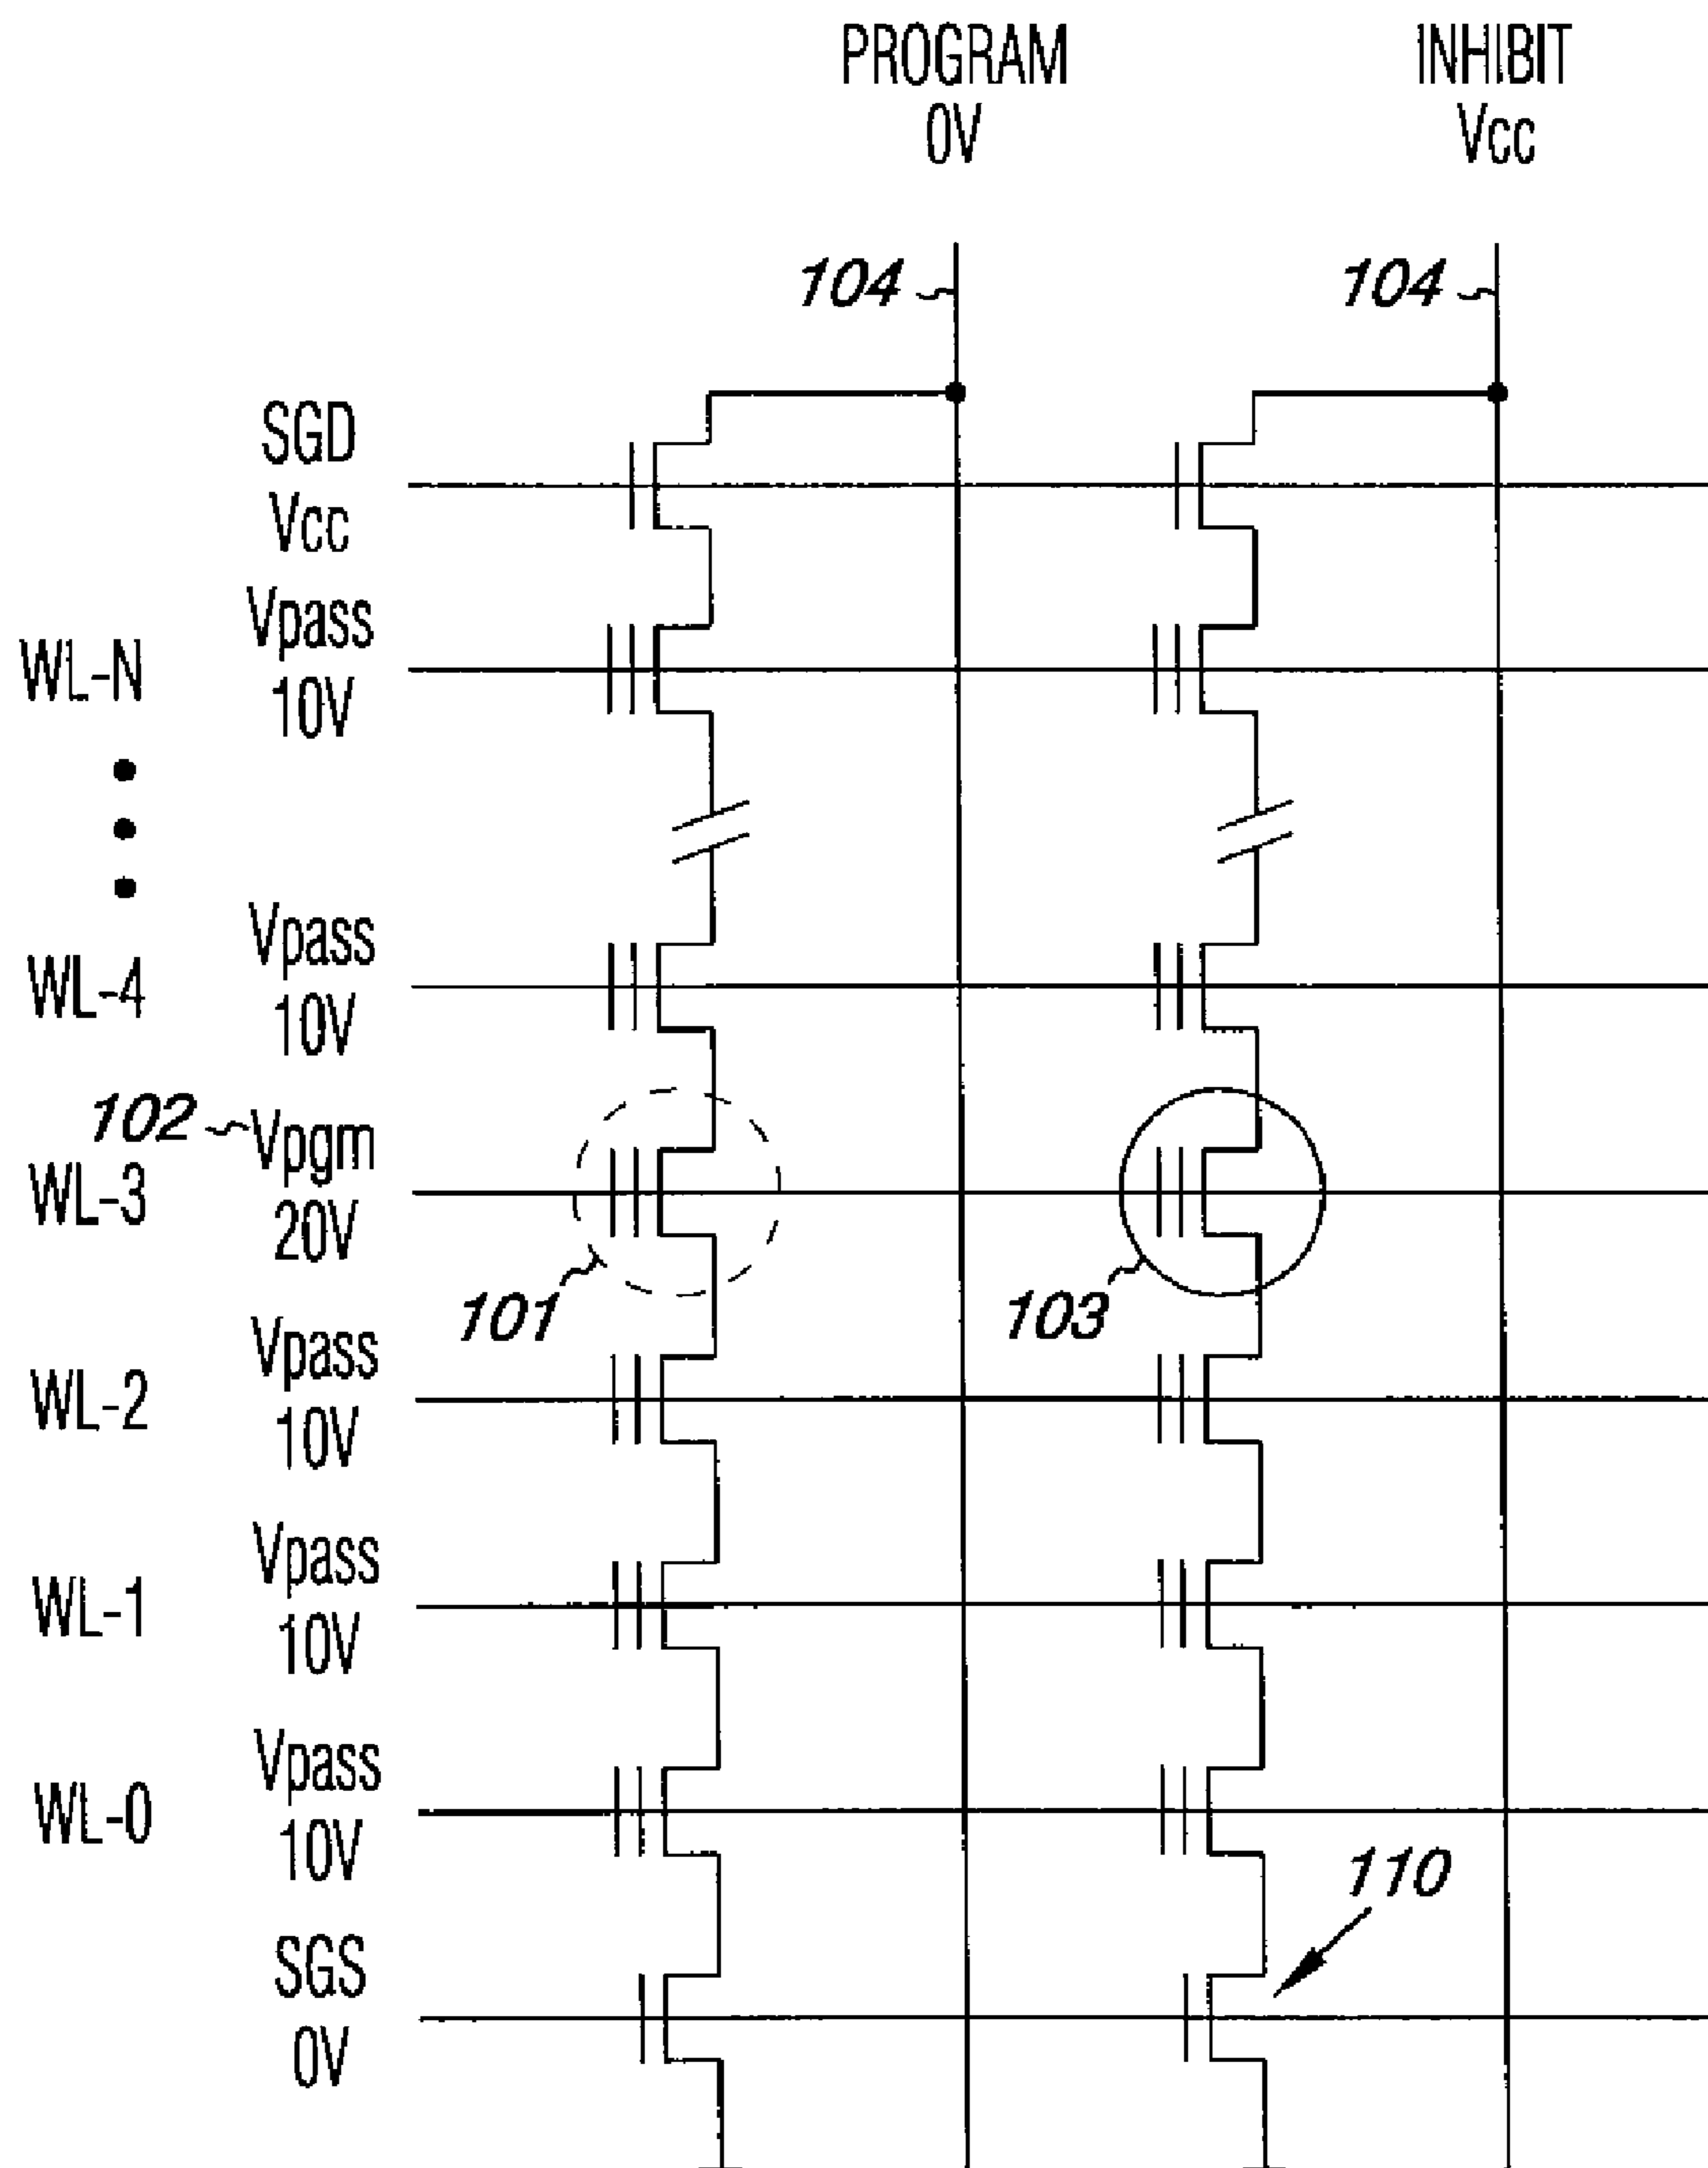 PROGRAM
0V
INHIBIT
Vcc
104
104
SGD
Vcc
WL-N
Vpass
10V
WL-4
Vpass
10V
102
WL-3
Vpgm
20V
101
103
WL-2
Vpass
10V
WL-1
Vpass
10V
WL-0
Vpass
10V
110
SGS
0V